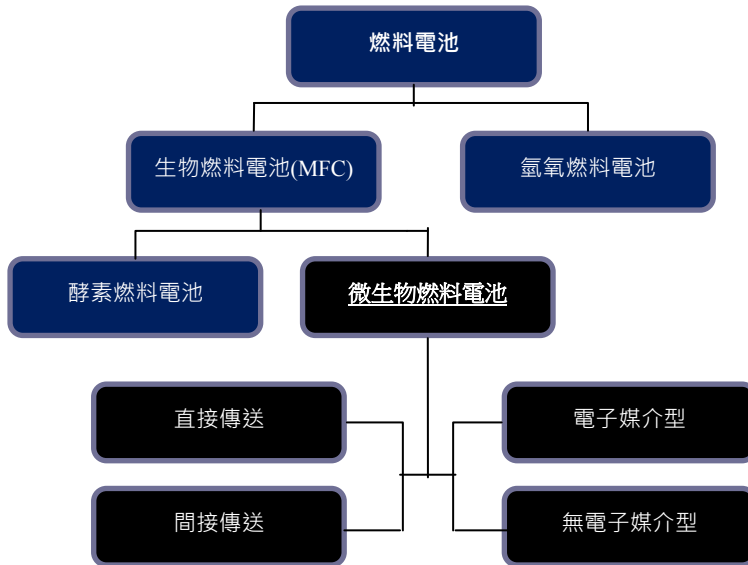 燃料電池
生物燃料電池(MFC)
氫氧燃料電池
酵素燃料電池
微生物燃料電池
直接傳送
電子媒介型
間接傳送
無電子媒介型